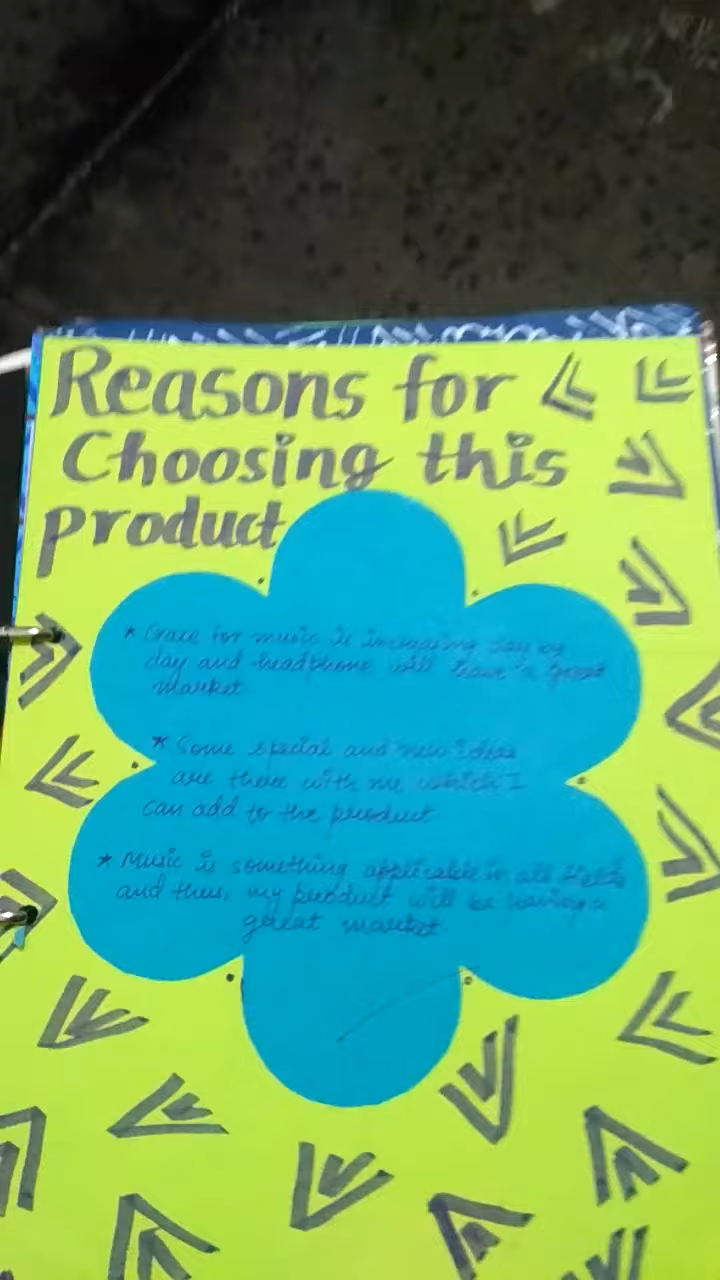 Reasons for
Choosing this
product
* Craze for music is increasing day by
day and headphone will have a great
market
* Some special and new ideas
are there with me which I
can add to the product
* Music is something applicable in all fields
and thus, my product will be having a
great market